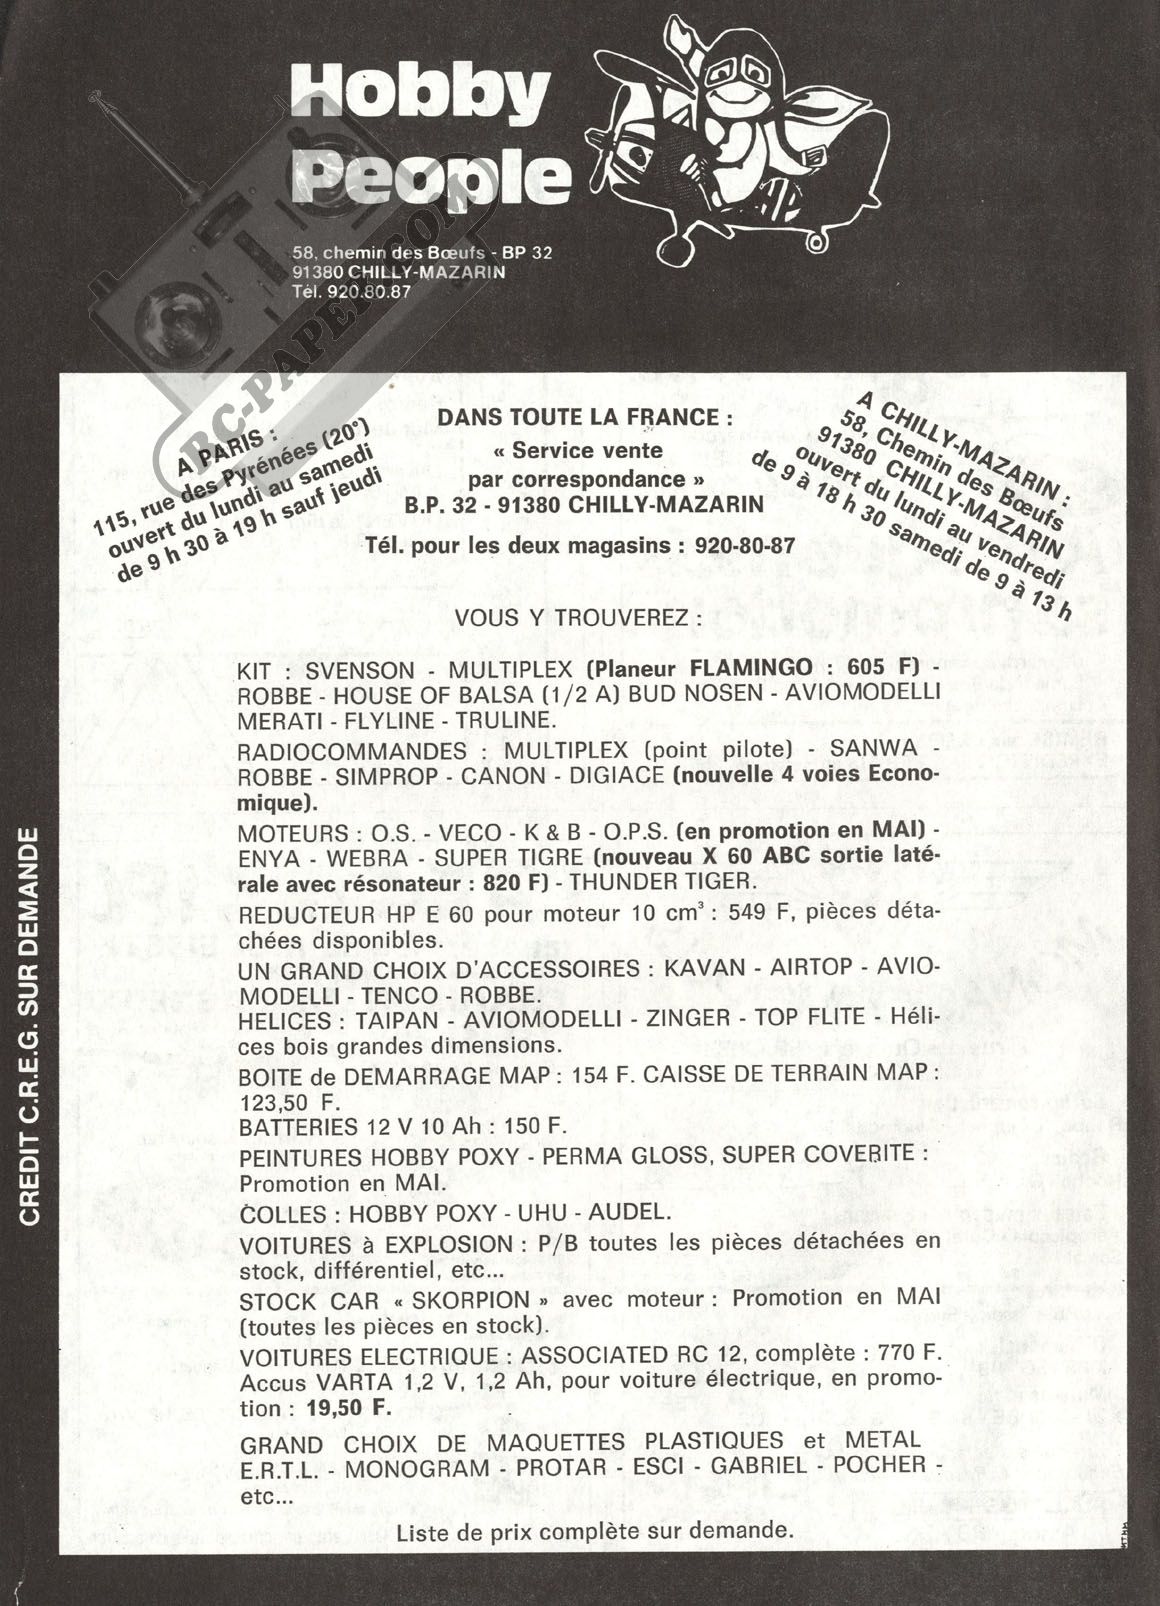 Hobby
People
58, chemin des Bœufs - BP 32
91380 CHILLY-MAZARIN
Tél. 920.80.87
RC-PAPER.COM
A PARIS :
115, rue des Pyrénées (20°)
ouvert du lundi au samedi
de 9 h 30 à 19 h sauf jeudi
DANS TOUTE LA FRANCE :
« Service vente
par correspondance »
B.P. 32 - 91380 CHILLY-MAZARIN
Tél. pour les deux magasins : 920-80-87
A CHILLY-MAZARIN :
58, Chemin des Bœufs
91380 CHILLY-MAZARIN
ouvert du lundi au vendredi
de 9 à 18 h 30 samedi de 9 à 13 h
VOUS Y TROUVEREZ :
KIT : SVENSON - MULTIPLEX (Planeur FLAMINGO : 605 F) -
ROBBE - HOUSE OF BALSA (1/2 A) BUD NOSEN - AVIOMODELLI
MERATI - FLYLINE - TRULINE.
RADIOCOMMANDES : MULTIPLEX (point pilote) - SANWA -
ROBBE - SIMPROP - CANON - DIGIACE (nouvelle 4 voies Econo-
mique).
MOTEURS : O.S. - VECO - K & B - O.P.S. (en promotion en MAI) -
ENYA - WEBRA - SUPER TIGRE (nouveau X 60 ABC sortie laté-
rale avec résonateur : 820 F) - THUNDER TIGER.
REDUCTEUR HP E 60 pour moteur 10 cm³ : 549 F, pièces déta-
chées disponibles.
UN GRAND CHOIX D'ACCESSOIRES : KAVAN - AIRTOP - AVIO-
MODELLI - TENCO - ROBBE.
HELICES : TAIPAN - AVIOMODELLI - ZINGER - TOP FLITE - Héli-
ces bois grandes dimensions.
BOITE de DEMARRAGE MAP : 154 F. CAISSE DE TERRAIN MAP :
123,50 F.
BATTERIES 12 V 10 Ah : 150 F.
PEINTURES HOBBY POXY - PERMA GLOSS, SUPER COVERITE :
Promotion en MAI.
COLLES : HOBBY POXY - UHU - AUDEL.
VOITURES à EXPLOSION : P/B toutes les pièces détachées en
stock, différentiel, etc...
STOCK CAR « SKORPION » avec moteur : Promotion en MAI
(toutes les pièces en stock).
VOITURES ELECTRIQUE : ASSOCIATED RC 12, complète : 770 F.
Accus VARTA 1,2 V, 1,2 Ah, pour voiture électrique, en promo-
tion : 19,50 F.
GRAND CHOIX DE MAQUETTES PLASTIQUES et METAL
E.R.T.L. - MONOGRAM - PROTAR - ESCI - GABRIEL - POCHER -
etc...
Liste de prix complète sur demande.
CREDIT C.R.E.G. SUR DEMANDE